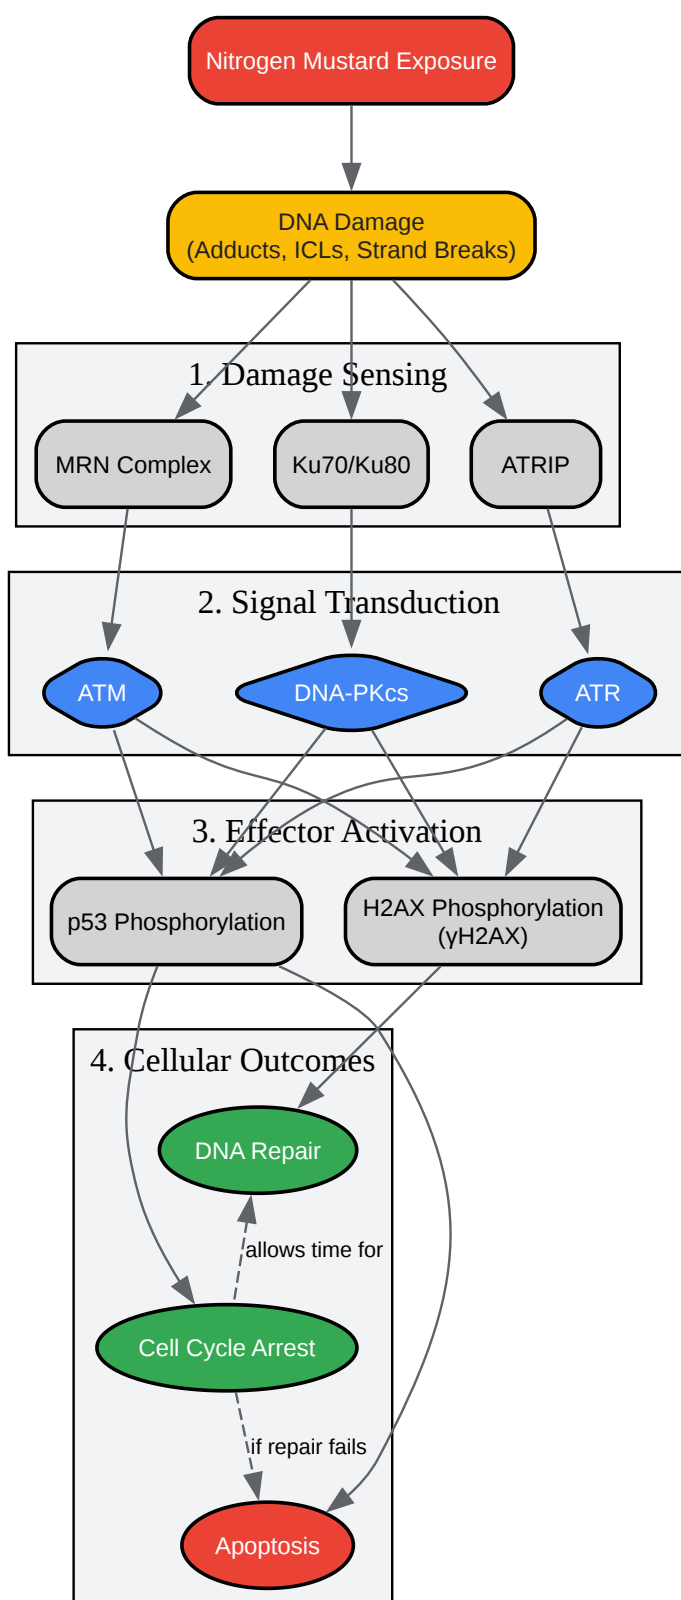 Nitrogen Mustard Exposure
DNA Damage
(Adducts, ICLs, Strand Breaks)
1. Damage Sensing
MRN Complex
Ku70/Ku80
ATRIP
2. Signal Transduction
ATM
DNA-PKcs
ATR
3. Effector Activation
p53 Phosphorylation
H2AX Phosphorylation
(γH2AX)
4. Cellular Outcomes
DNA Repair
allows time for
Cell Cycle Arrest
if repair fails
Apoptosis